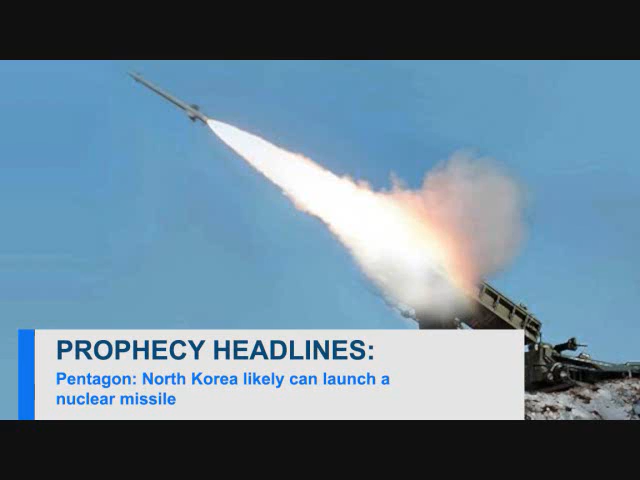 PROPHECY HEADLINES:
Pentagon: North Korea likely can launch a
nuclear missile